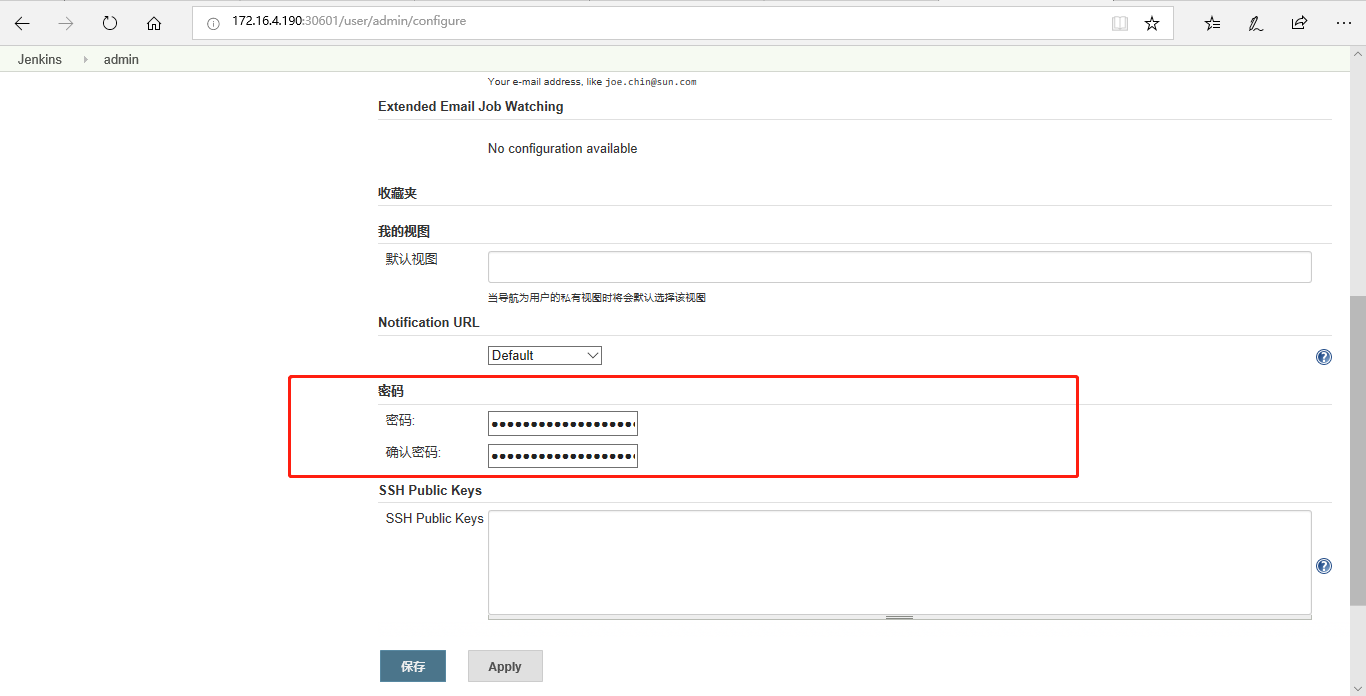 172.16.4.190:30601/user/admin/configure
Jenkins admin
Your e-mail address, like joe.chin@sun.com
Extended Email Job Watching
No configuration available
收藏夹
我的视图
默认视图
当导航为用户的私有视图时将会默认选择该视图
Notification URL
Default
密码
密码:
确认密码:
SSH Public Keys
SSH Public Keys
保存 Apply